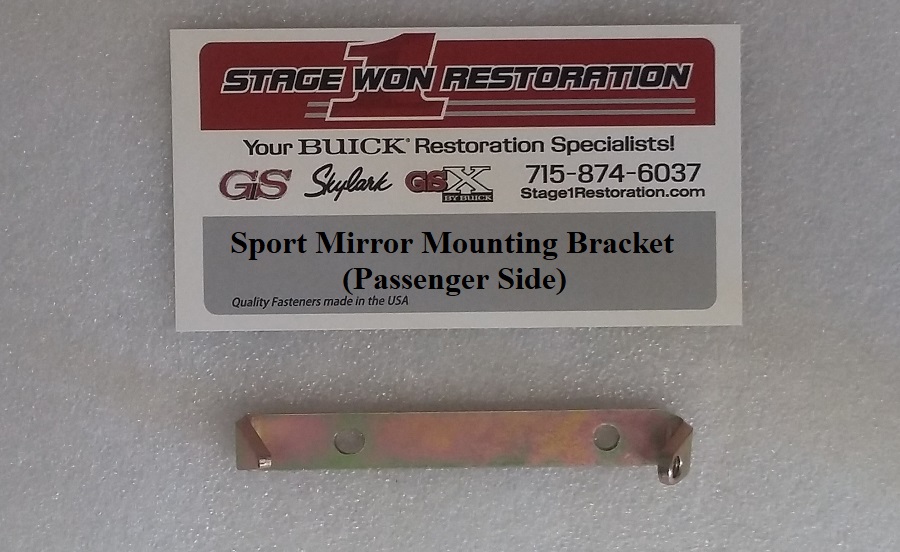 STAGE WON RESTORATION
1
Your BUICK® Restoration Specialists!
GS Skylark GSX BY BUICK
715-874-6037
Stage1Restoration.com
Sport Mirror Mounting Bracket
(Passenger Side)
Quality Fasteners made in the USA